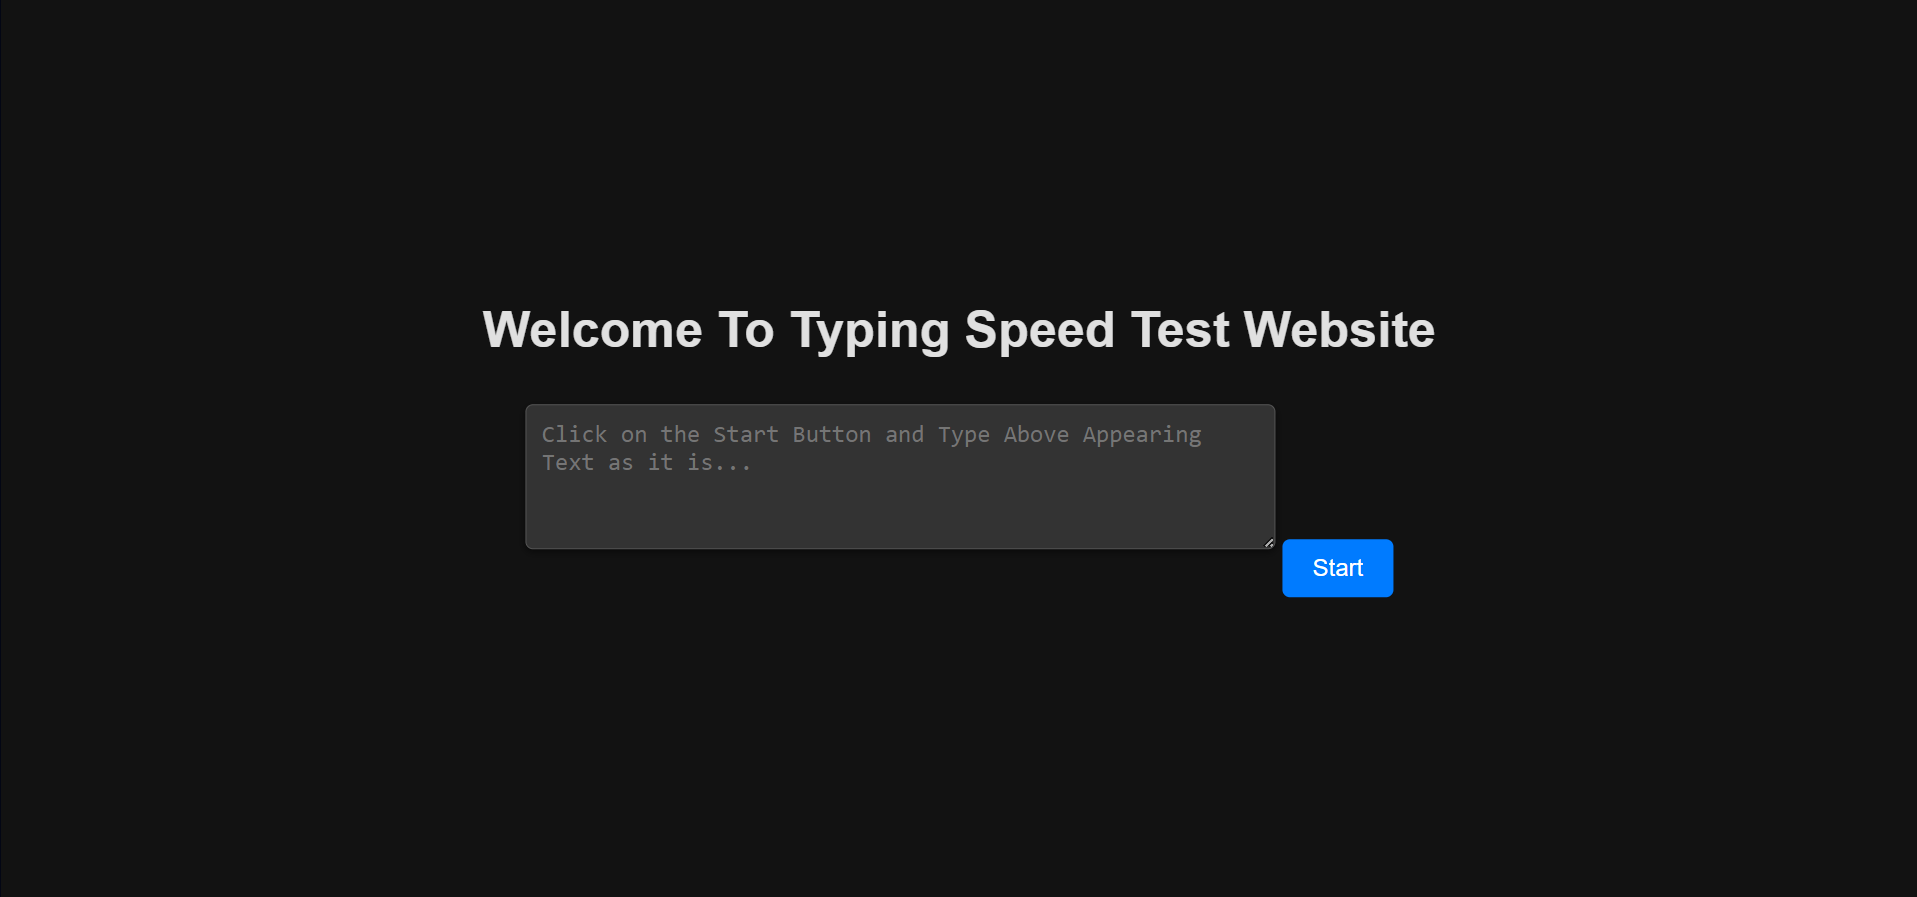 Welcome To Typing Speed Test Website
Click on the Start Button and Type Above Appearing
Text as it is...
Start